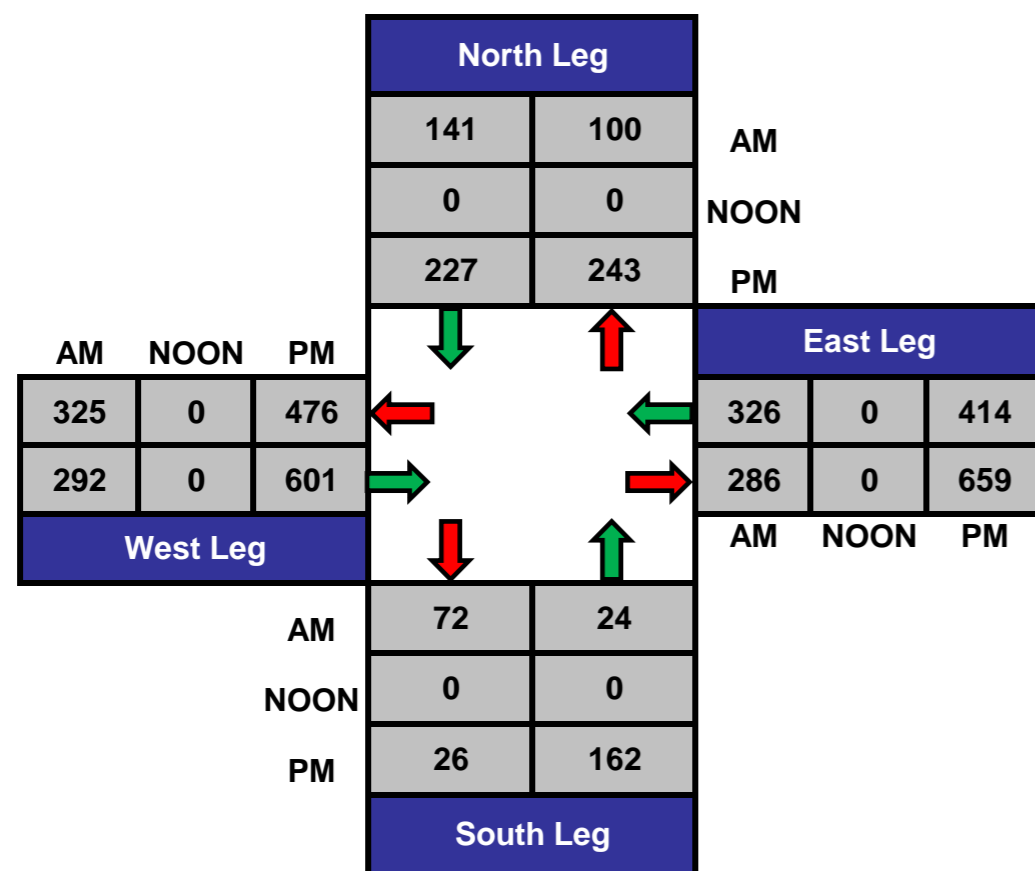 North Leg
141 100 AM
0 0 NOON
227 243 PM
East Leg
AM NOON PM
325 0 476
326 0 414
292 0 601
286 0 659
West Leg
AM NOON PM
AM 72 24
NOON 0 0
PM 26 162
South Leg